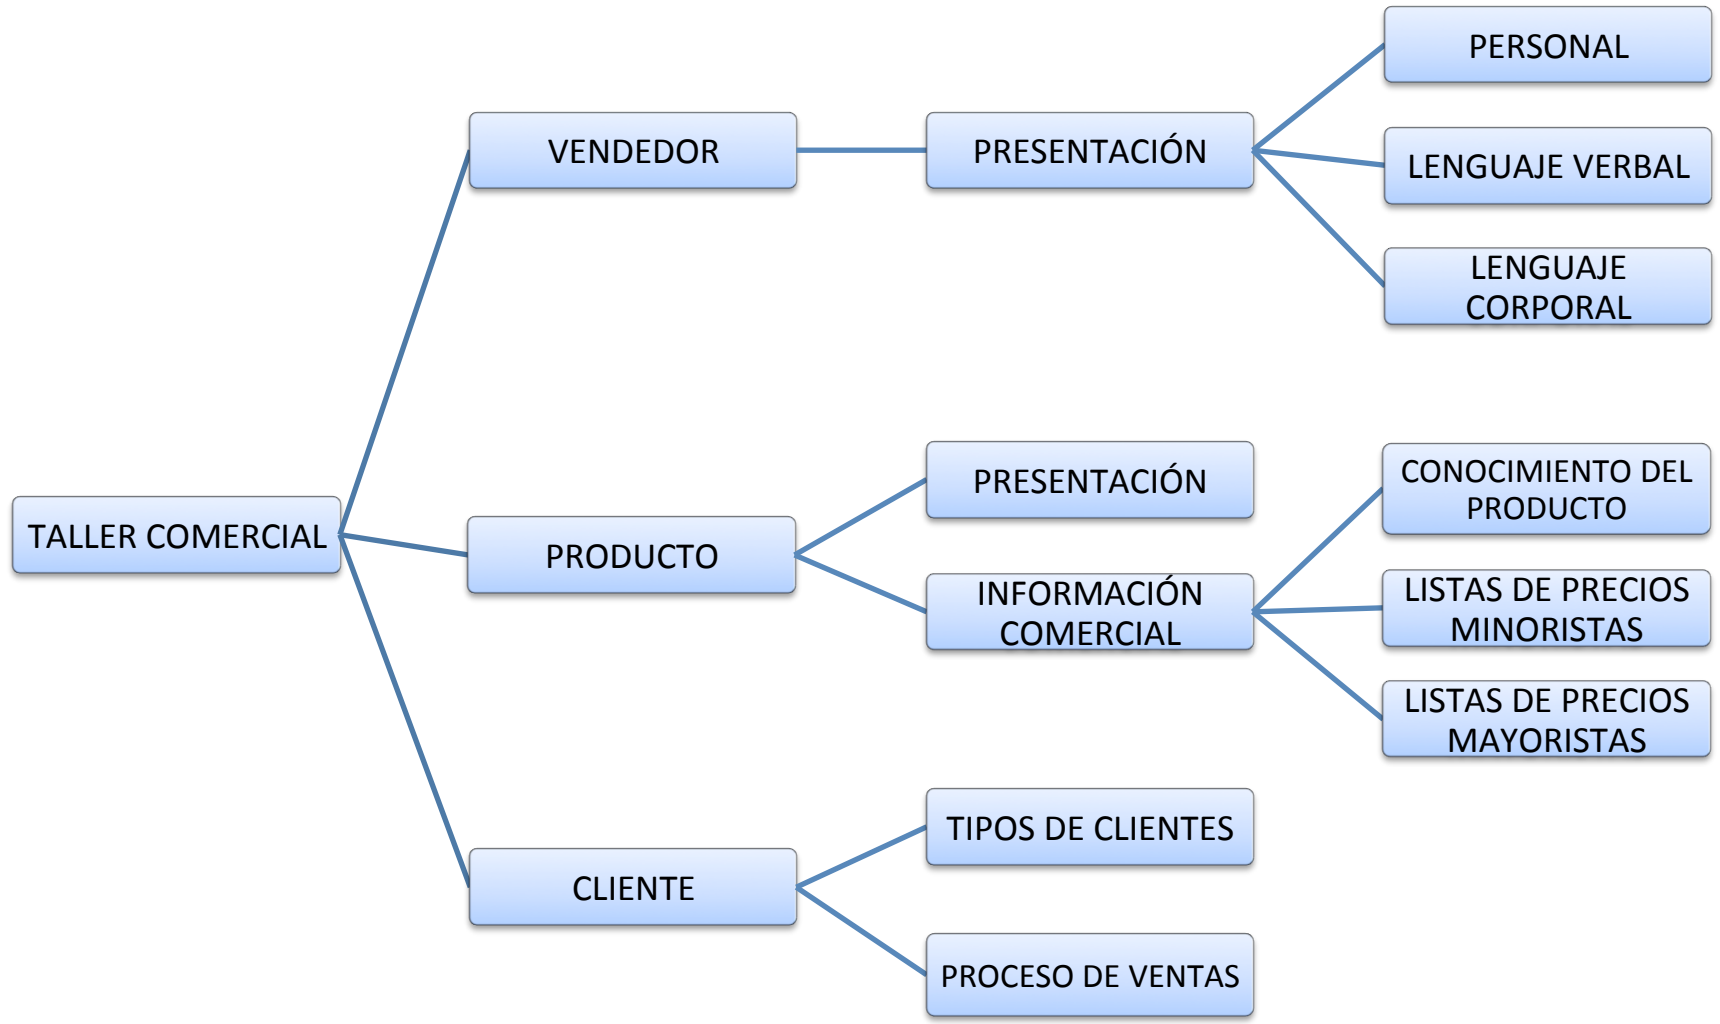 TALLER COMERCIAL
VENDEDOR
PRESENTACIÓN
PERSONAL
LENGUAJE VERBAL
LENGUAJE
CORPORAL
PRODUCTO
PRESENTACIÓN
INFORMACIÓN
COMERCIAL
CONOCIMIENTO DEL
PRODUCTO
LISTAS DE PRECIOS
MINORISTAS
LISTAS DE PRECIOS
MAYORISTAS
CLIENTE
TIPOS DE CLIENTES
PROCESO DE VENTAS